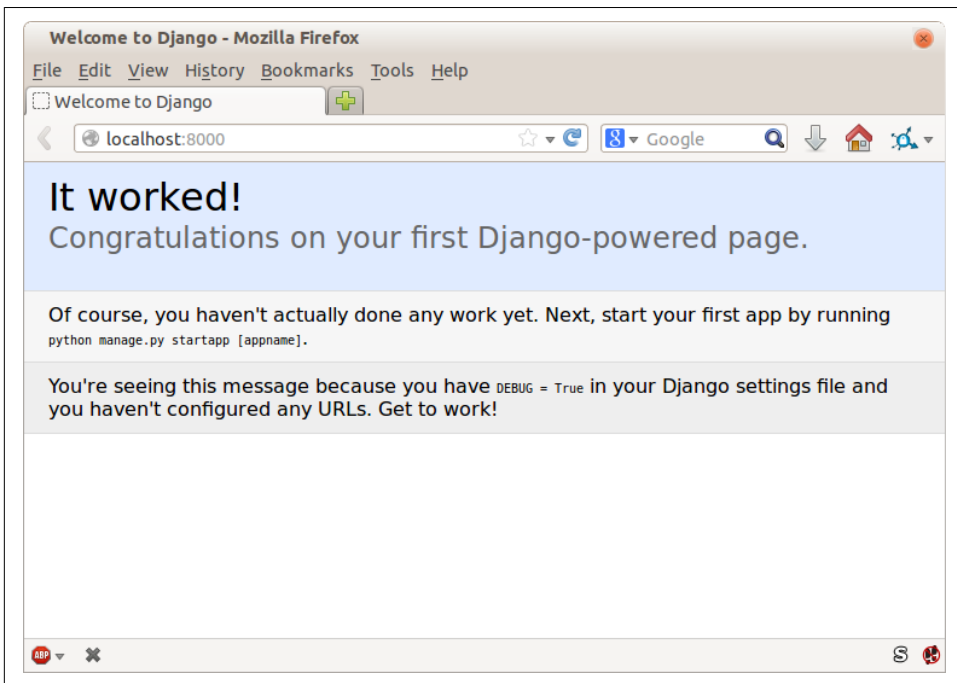 Welcome to Django - Mozilla Firefox
File Edit View History Bookmarks Tools Help
Welcome to Django
localhost:8000
Google
It worked!
Congratulations on your first Django-powered page.
Of course, you haven't actually done any work yet. Next, start your first app by running
python manage.py startapp [appname].
You're seeing this message because you have DEBUG = True in your Django settings file and
you haven't configured any URLs. Get to work!
ABP
S